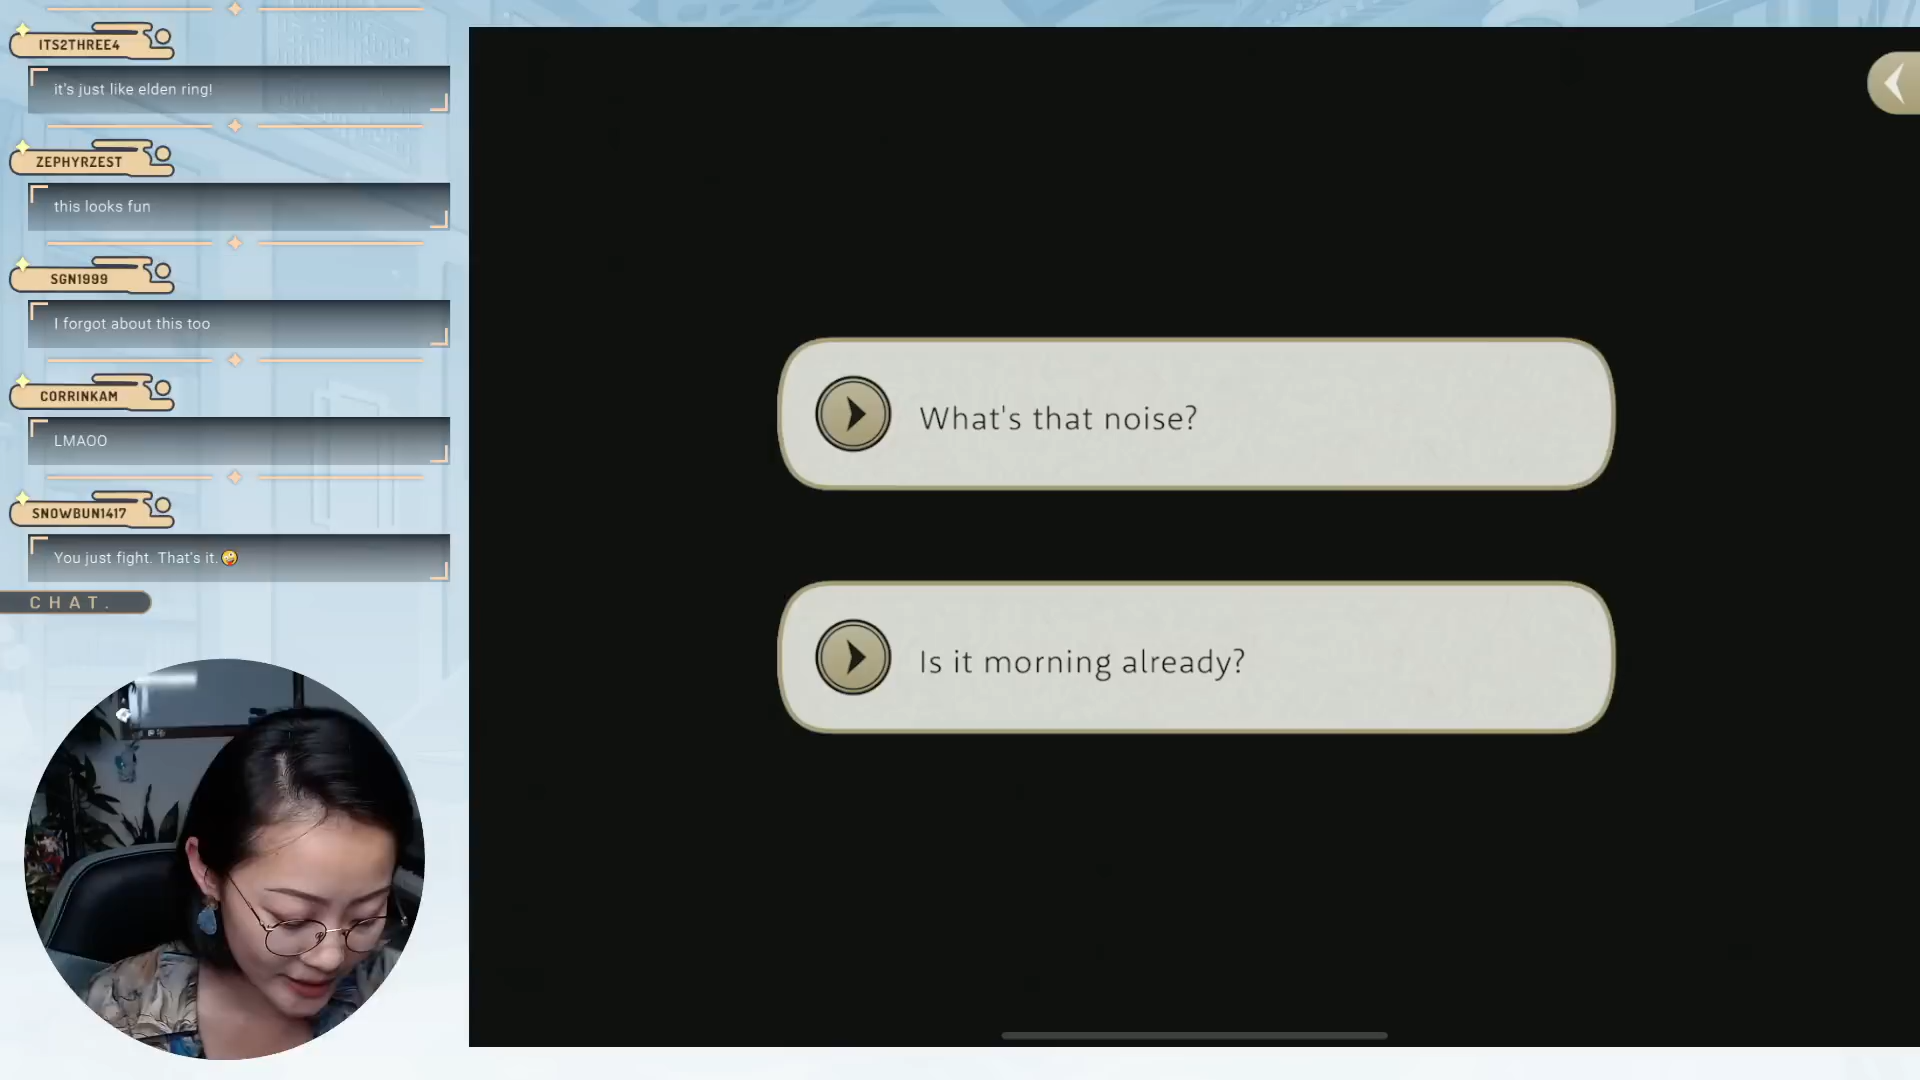 ITS2THREE4
it's just like elden ring!
ZEPHYRZEST
this looks fun
SGN1999
I forgot about this too
CORRINKAM
LMAOO
SNOWBUN1417
You just fight. That's it.🤪
CHAT.
What's that noise?
Is it morning already?